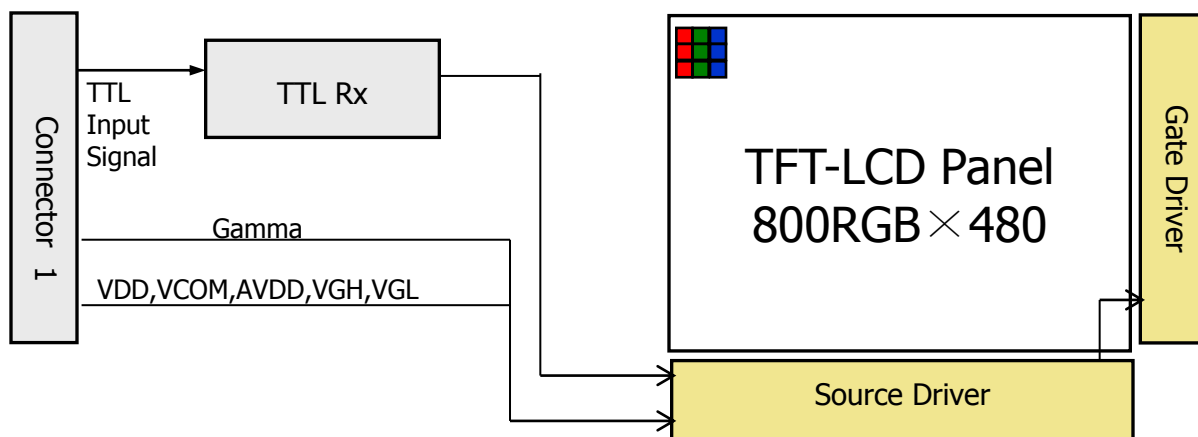 Connector 1
TTL
Input
Signal
TTL Rx
Gamma
VDD,VCOM,AVDD,VGH,VGL
TFT-LCD Panel
800RGB×480
Gate Driver
Source Driver